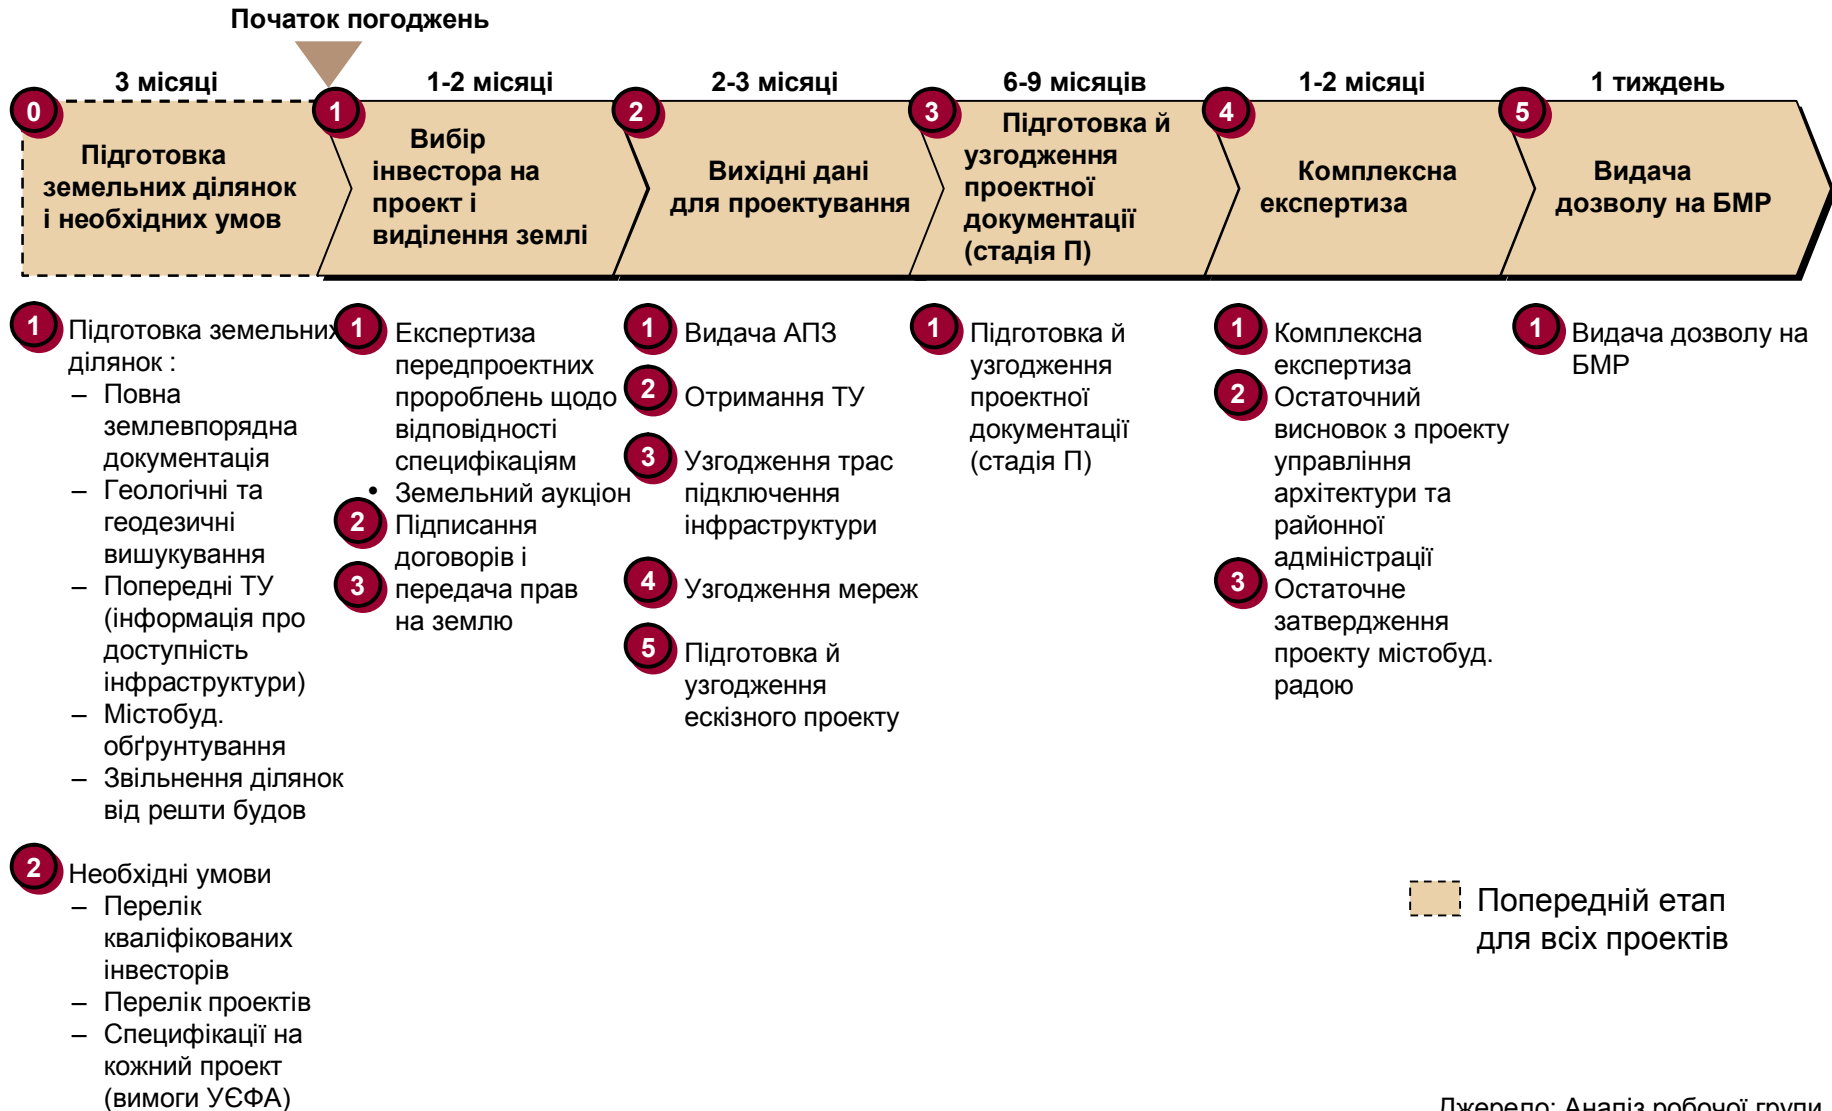 Початок погоджень
3 місяці
1-2 місяці
2-3 місяці
6-9 місяців
1-2 місяці
1 тиждень
0
Підготовка
земельних ділянок
і необхідних умов
1
Вибір
інвестора на
проект і
виділення землі
2
Вихідні дані
для проектування
3
Підготовка й
узгодження
проектної
документації
(стадія П)
4
Комплексна
експертиза
5
Видача
дозволу на БМР
1 Підготовка земельних
ділянок :
– Повна
землевпорядна
документація
– Геологічні та
геодезичні
вишукування
– Попередні ТУ
(інформація про
доступність
інфраструктури)
– Містобуд.
обґрунтування
– Звільнення ділянок
від решти будов
2 Необхідні умови
– Перелік
кваліфікованих
інвесторів
– Перелік проектів
– Специфікації на
кожний проект
(вимоги УЄФА)
1 Експертиза
передпроектних
пророблень щодо
відповідності
специфікаціям
• Земельний аукціон
2 Підписання
договорів і
3 передача прав
на землю
1 Видача АПЗ
2 Отримання ТУ
3 Узгодження трас
підключення
інфраструктури
4 Узгодження мереж
5 Підготовка й
узгодження
ескізного проекту
1 Підготовка й
узгодження
проектної
документації
(стадія П)
1 Комплексна
експертиза
2 Остаточний
висновок з проекту
управління
архітектури та
районної
адміністрації
3 Остаточне
затвердження
проекту містобуд.
радою
1 Видача дозволу на
БМР
Попередній етап
для всіх проектів
Джерело: Аналіз робочої групи